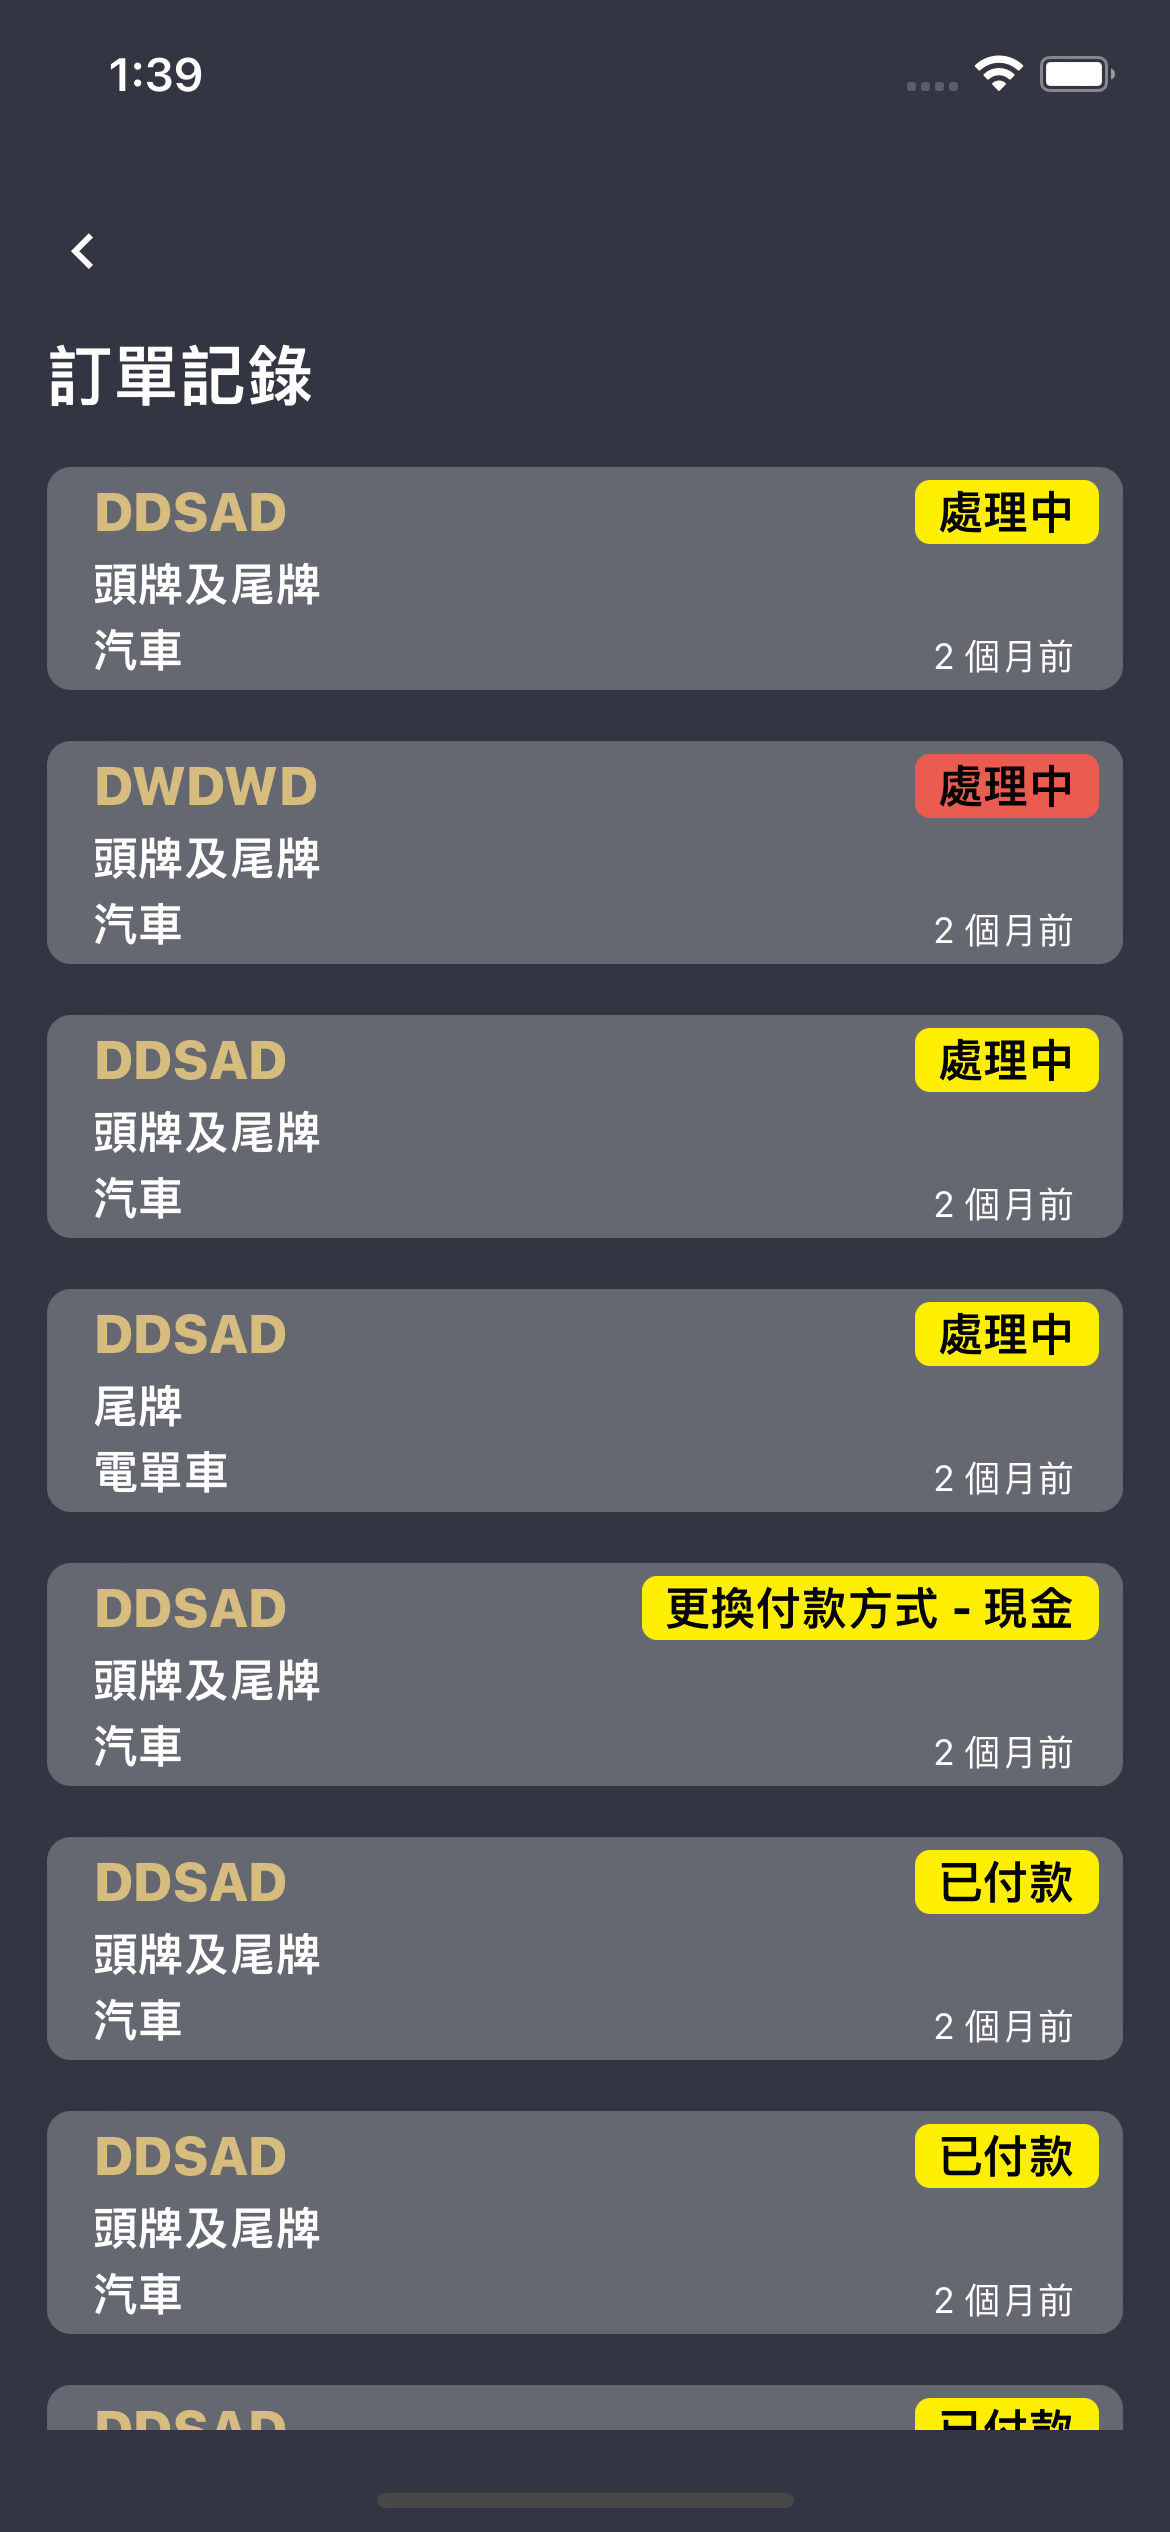 1:39
訂單記錄
DDSAD
處理中
頭牌及尾牌
汽車
2 個月前
DWDWD
處理中
頭牌及尾牌
汽車
2 個月前
DDSAD
處理中
頭牌及尾牌
汽車
2 個月前
DDSAD
處理中
尾牌
電單車
2 個月前
DDSAD
更換付款方式 - 現金
頭牌及尾牌
汽車
2 個月前
DDSAD
已付款
頭牌及尾牌
汽車
2 個月前
DDSAD
已付款
頭牌及尾牌
汽車
2 個月前
DDSAD
已付款